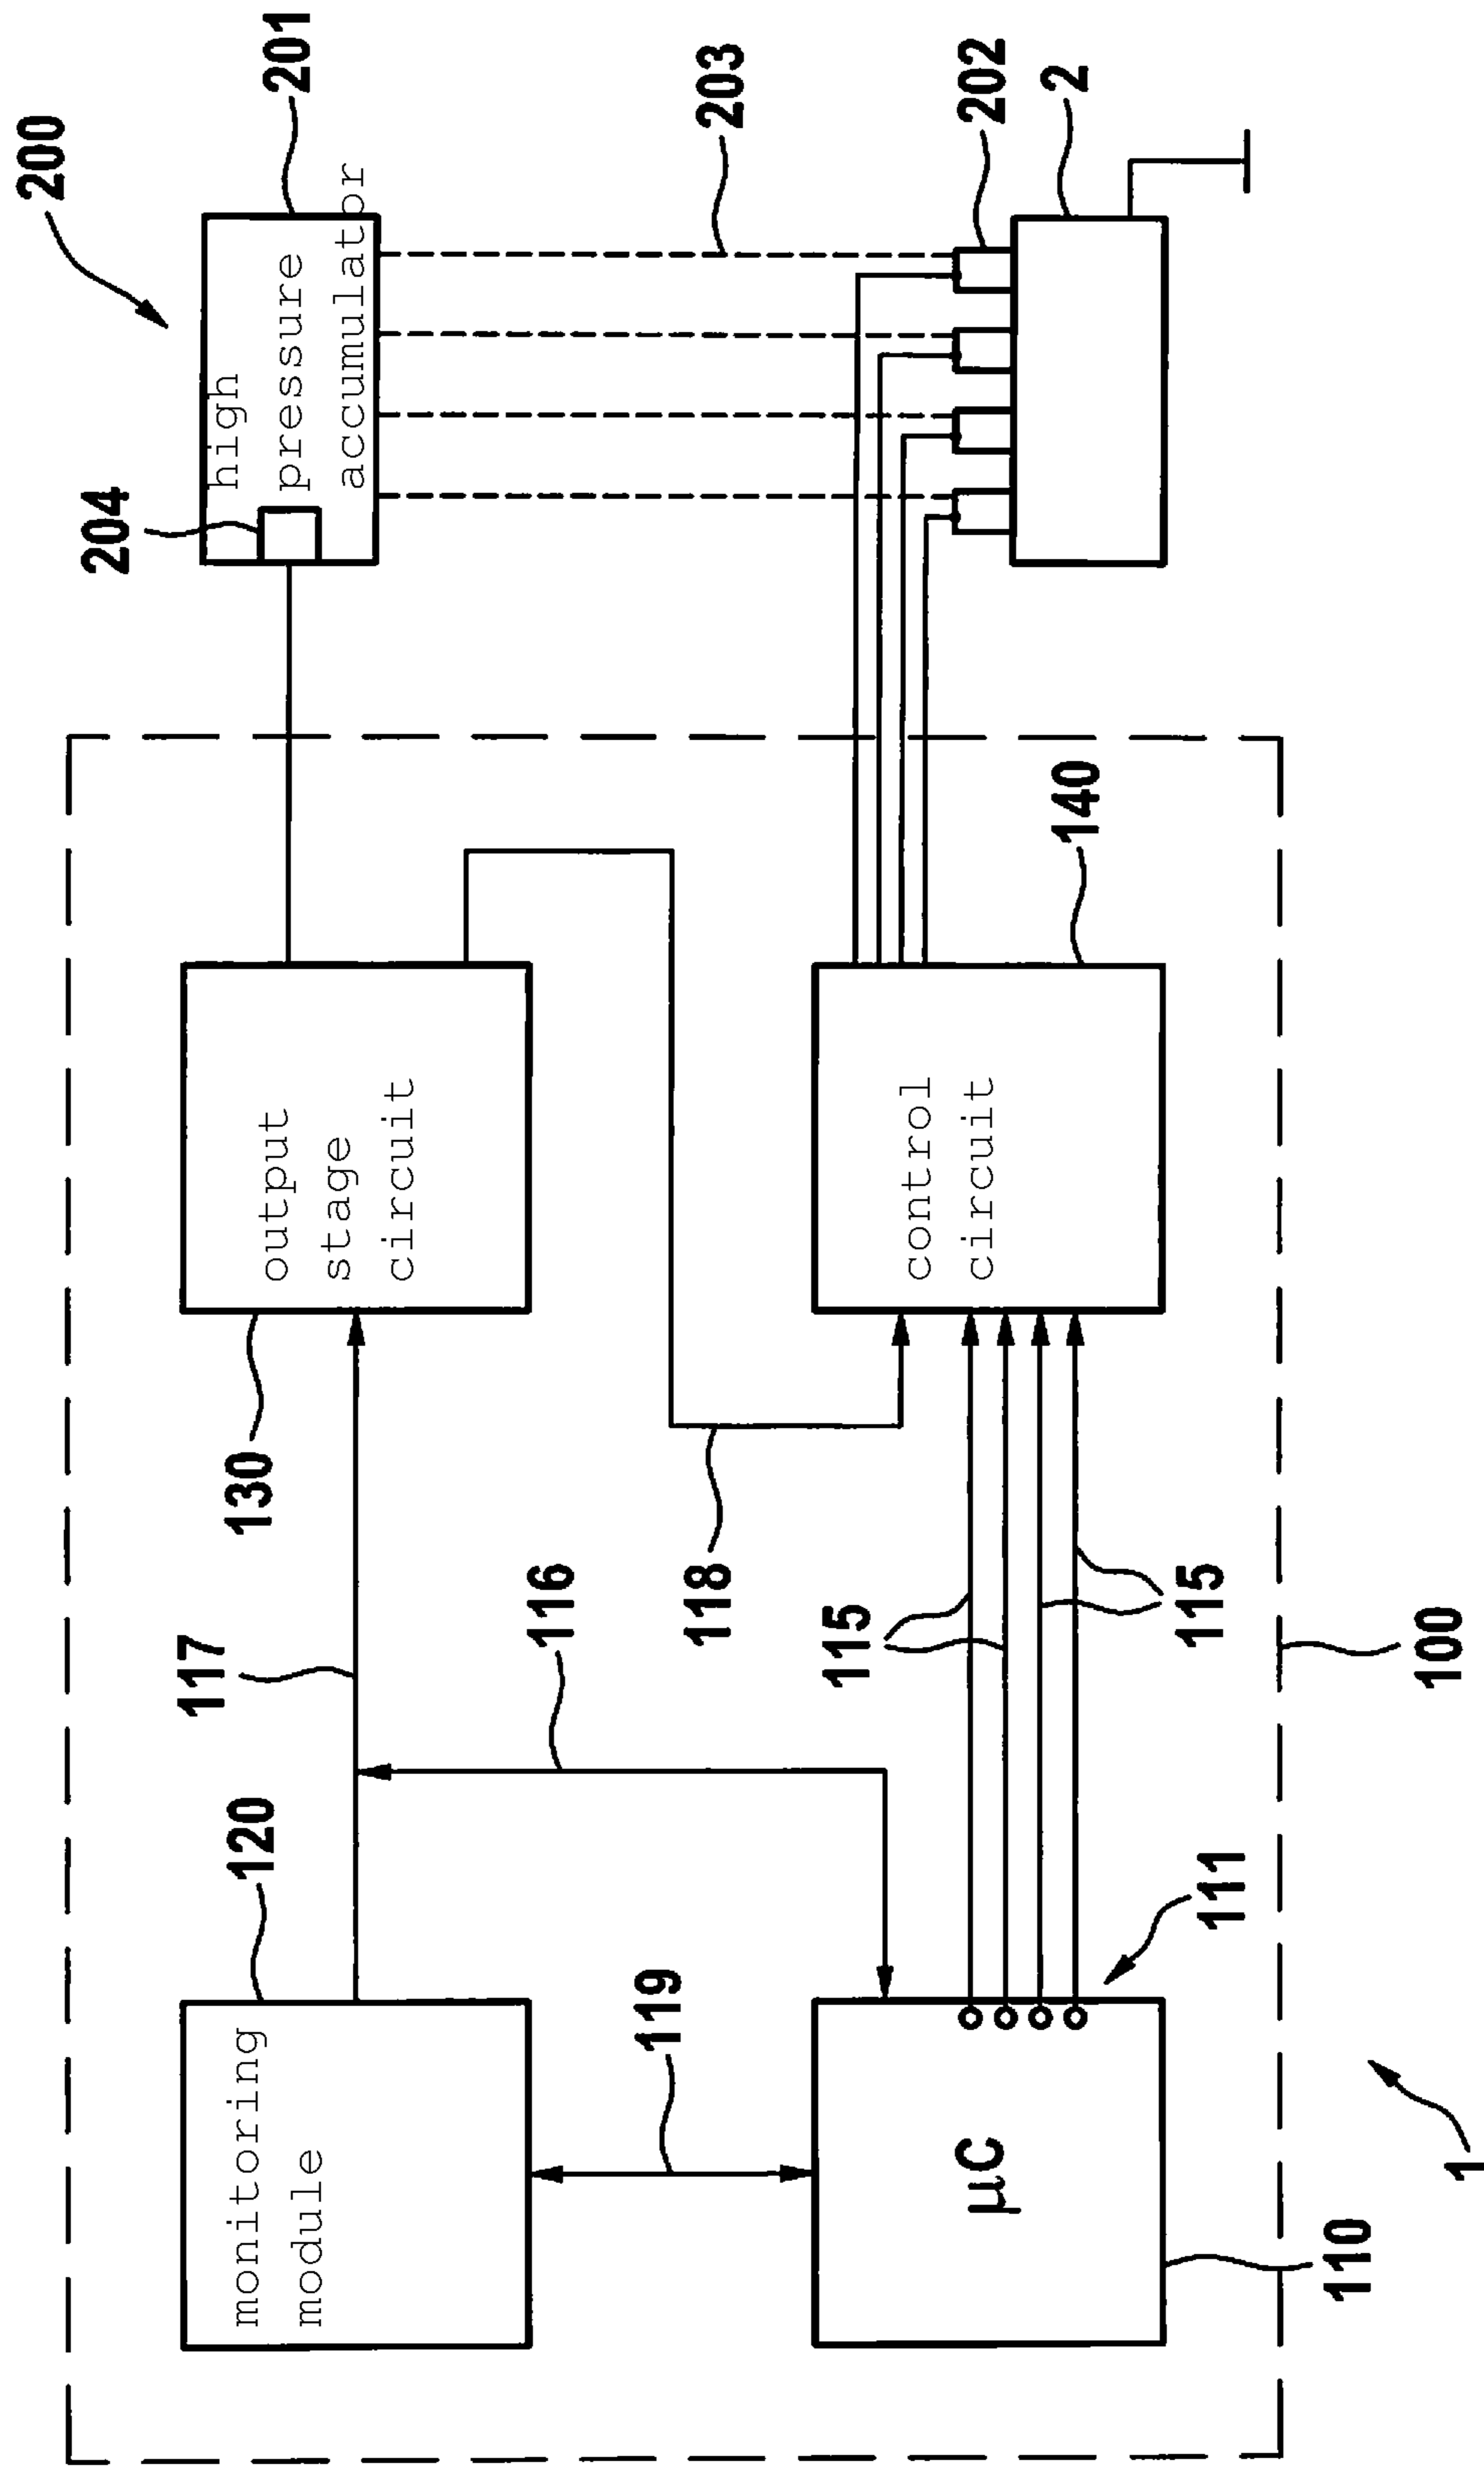 200
201
203
202
2
204
high
pressure
accumulator
140
output
stage
circuit
control
circuit
130
118
116
117
115
115
100
120
111
119
monitoring
module
µC
110
1